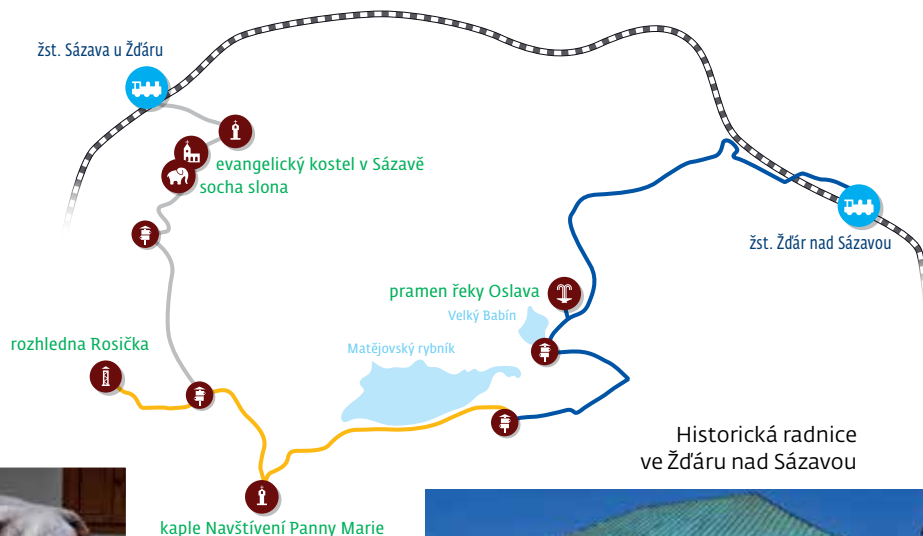 žst. Sázava u Žďáru
evangelický kostel v Sázavě
socha slona
žst. Žďár nad Sázavou
pramen řeky Oslava
Velký Babín
rozhledna Rosička
Matějovský rybník
Historická radnice
ve Žďáru nad Sázavou
kaple Navštívení Panny Marie